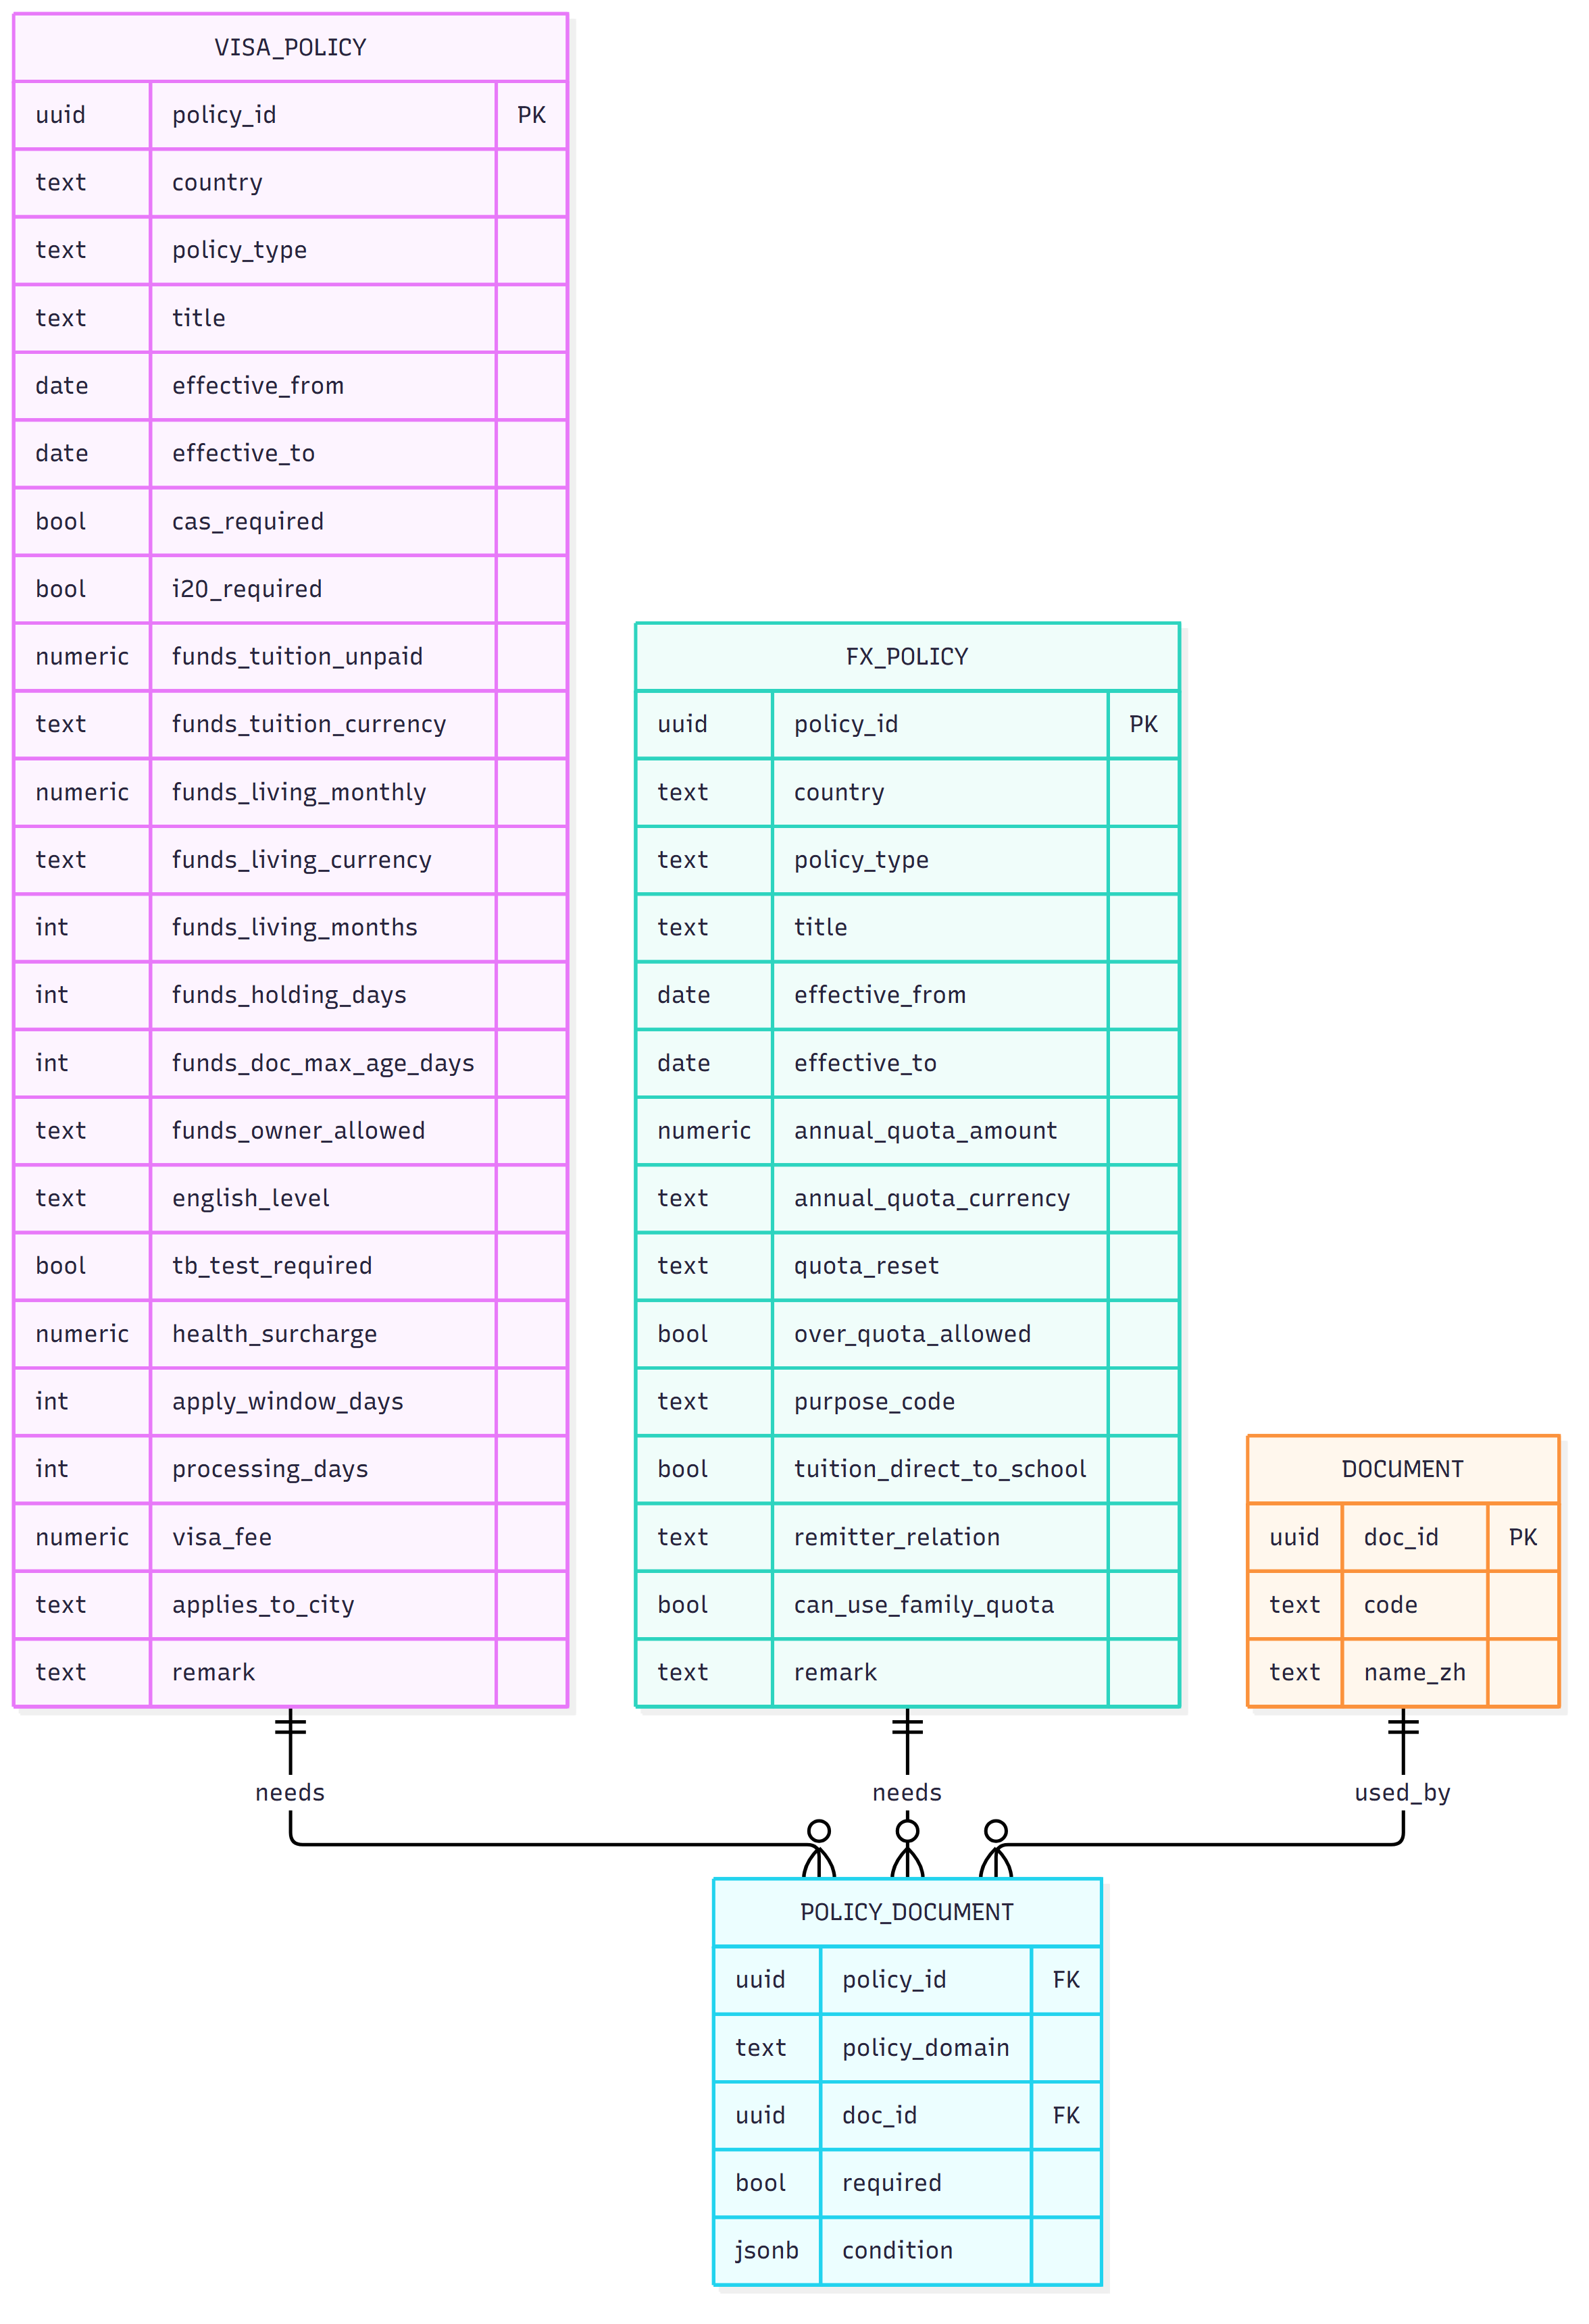 VISA_POLICY
uuid policy_id PK
text country
text policy_type
text title
date effective_from
date effective_to
bool cas_required
bool i20_required
numeric funds_tuition_unpaid
text funds_tuition_currency
numeric funds_living_monthly
text funds_living_currency
int funds_living_months
int funds_holding_days
int funds_doc_max_age_days
text funds_owner_allowed
text english_level
bool tb_test_required
numeric health_surcharge
int apply_window_days
int processing_days
numeric visa_fee
text applies_to_city
text remark
FX_POLICY
uuid policy_id PK
text country
text policy_type
text title
date effective_from
date effective_to
numeric annual_quota_amount
text annual_quota_currency
text quota_reset
bool over_quota_allowed
text purpose_code
bool tuition_direct_to_school
text remitter_relation
bool can_use_family_quota
text remark
DOCUMENT
uuid doc_id PK
text code
text name_zh
needs
needs
used_by
POLICY_DOCUMENT
uuid policy_id FK
text policy_domain
uuid doc_id FK
bool required
jsonb condition